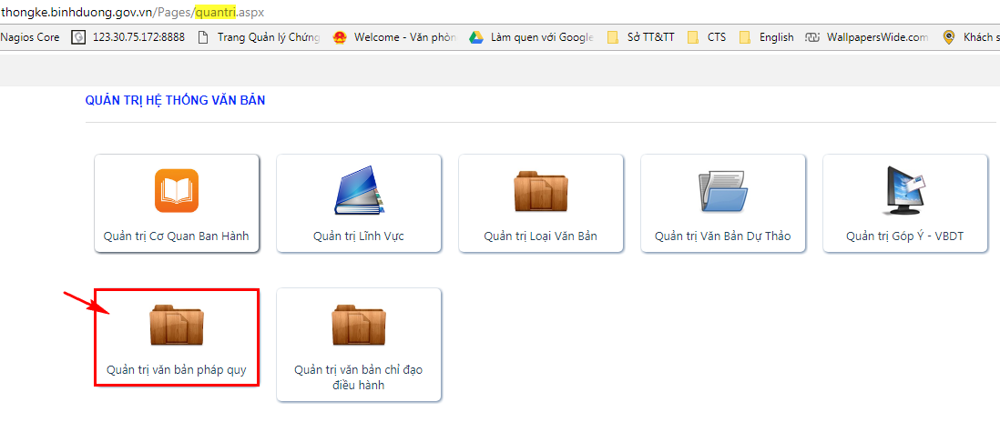 thongke.binhduong.gov.vn/Pages/quantri.aspx
Nagios Core 123.30.75.172:8888 Trang Quản lý Chứng Welcome - Văn phòn Làm quen với Google Sở TT&TT CTS English WallpapersWide.com Khách s
QUẢN TRỊ HỆ THỐNG VĂN BẢN
Quản trị Cơ Quan Ban Hành
Quản trị Lĩnh Vực
Quản trị Loại Văn Bản
Quản trị Văn Bản Dự Thảo
Quản trị Góp Ý - VBDT
Quản trị văn bản pháp quy
Quản trị văn bản chỉ đạo
điều hành